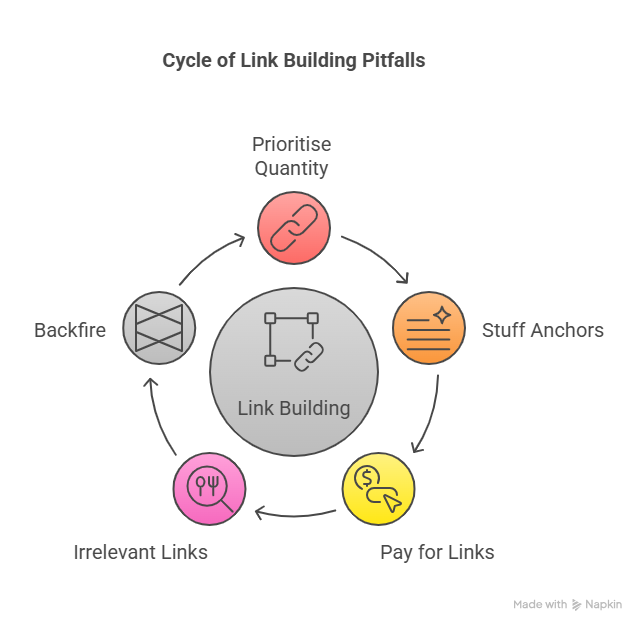 Cycle of Link Building Pitfalls
Prioritise
Quantity
Backfire
Stuff Anchors
Link Building
Irrelevant Links
Pay for Links
Made with Napkin